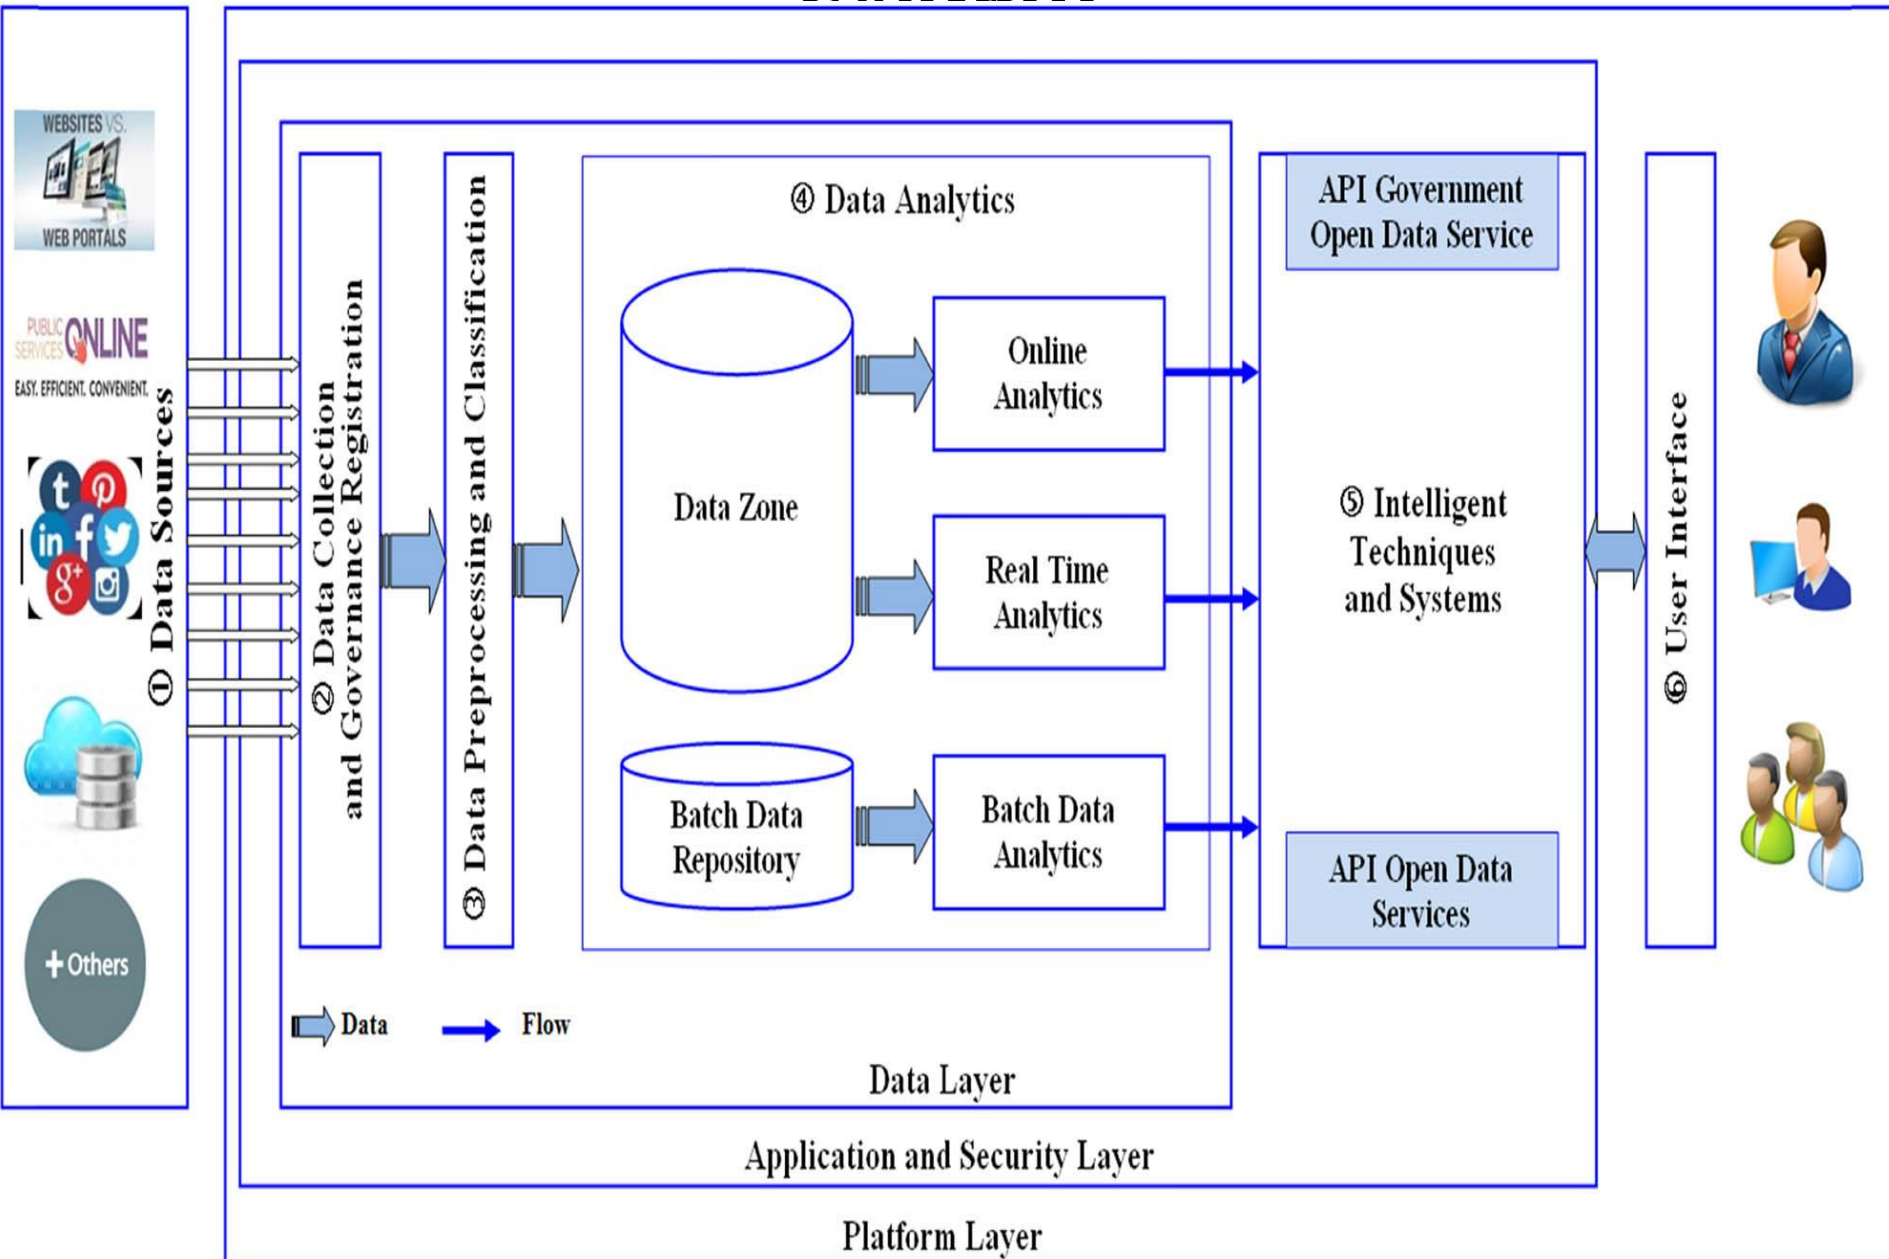 WEBSITES VS.
WEB PORTALS
PUBLIC
SERVICES
ONLINE
EASY. EFFICIENT. CONVENIENT.
+ Others
① Data Sources
② Data Collection
and Governance Registration
③ Data Preprocessing and Classification
④ Data Analytics
Data Zone
Online
Analytics
Real Time
Analytics
Batch Data
Repository
Batch Data
Analytics
API Government
Open Data Service
⑤ Intelligent
Techniques
and Systems
API Open Data
Services
⑥ User Interface
Data
Flow
Data Layer
Application and Security Layer
Platform Layer